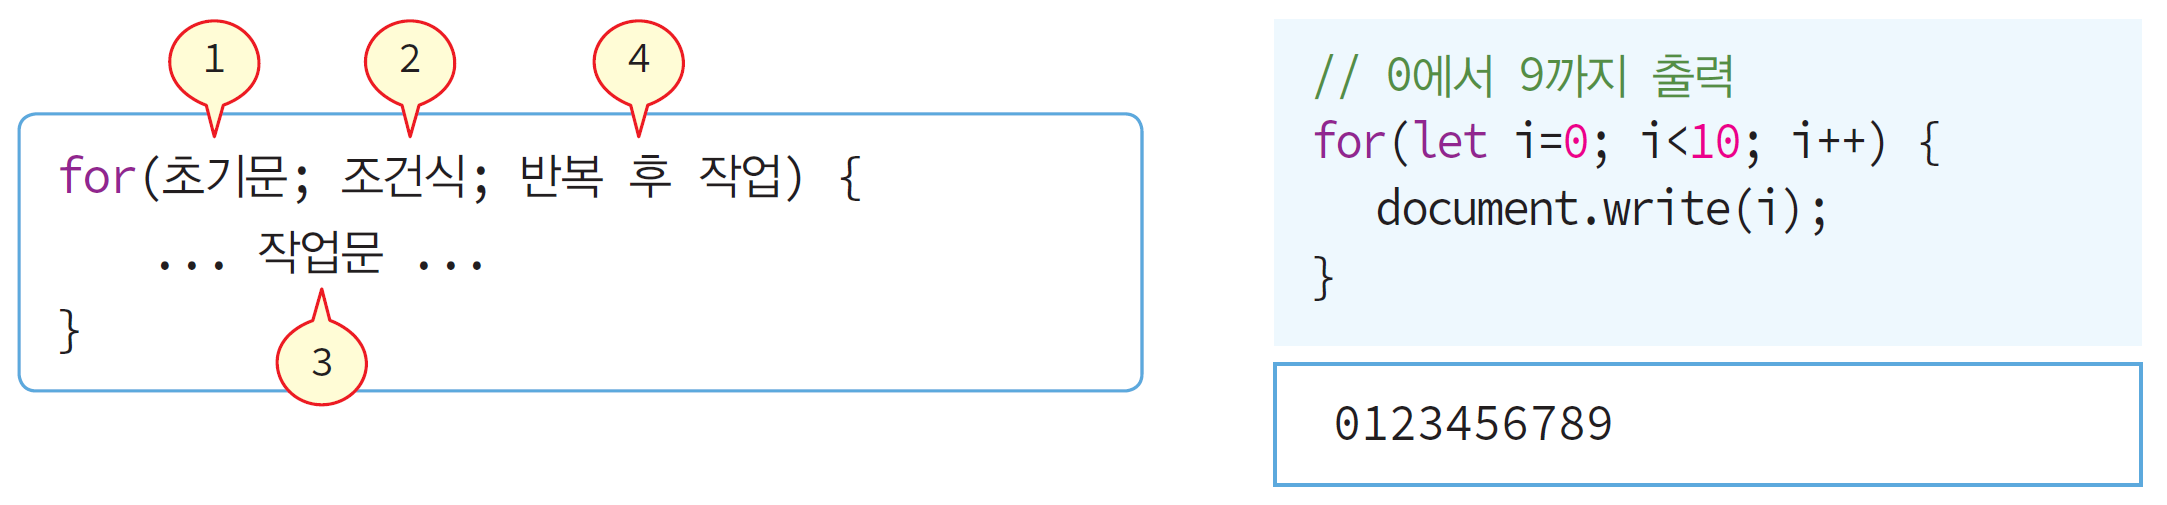 1 2 4
for(초기문; 조건식; 반복 후 작업) {
... 작업문 ...
}
3
// 0에서 9까지 출력
for(let i=0; i<10; i++) {
document.write(i);
}
0123456789